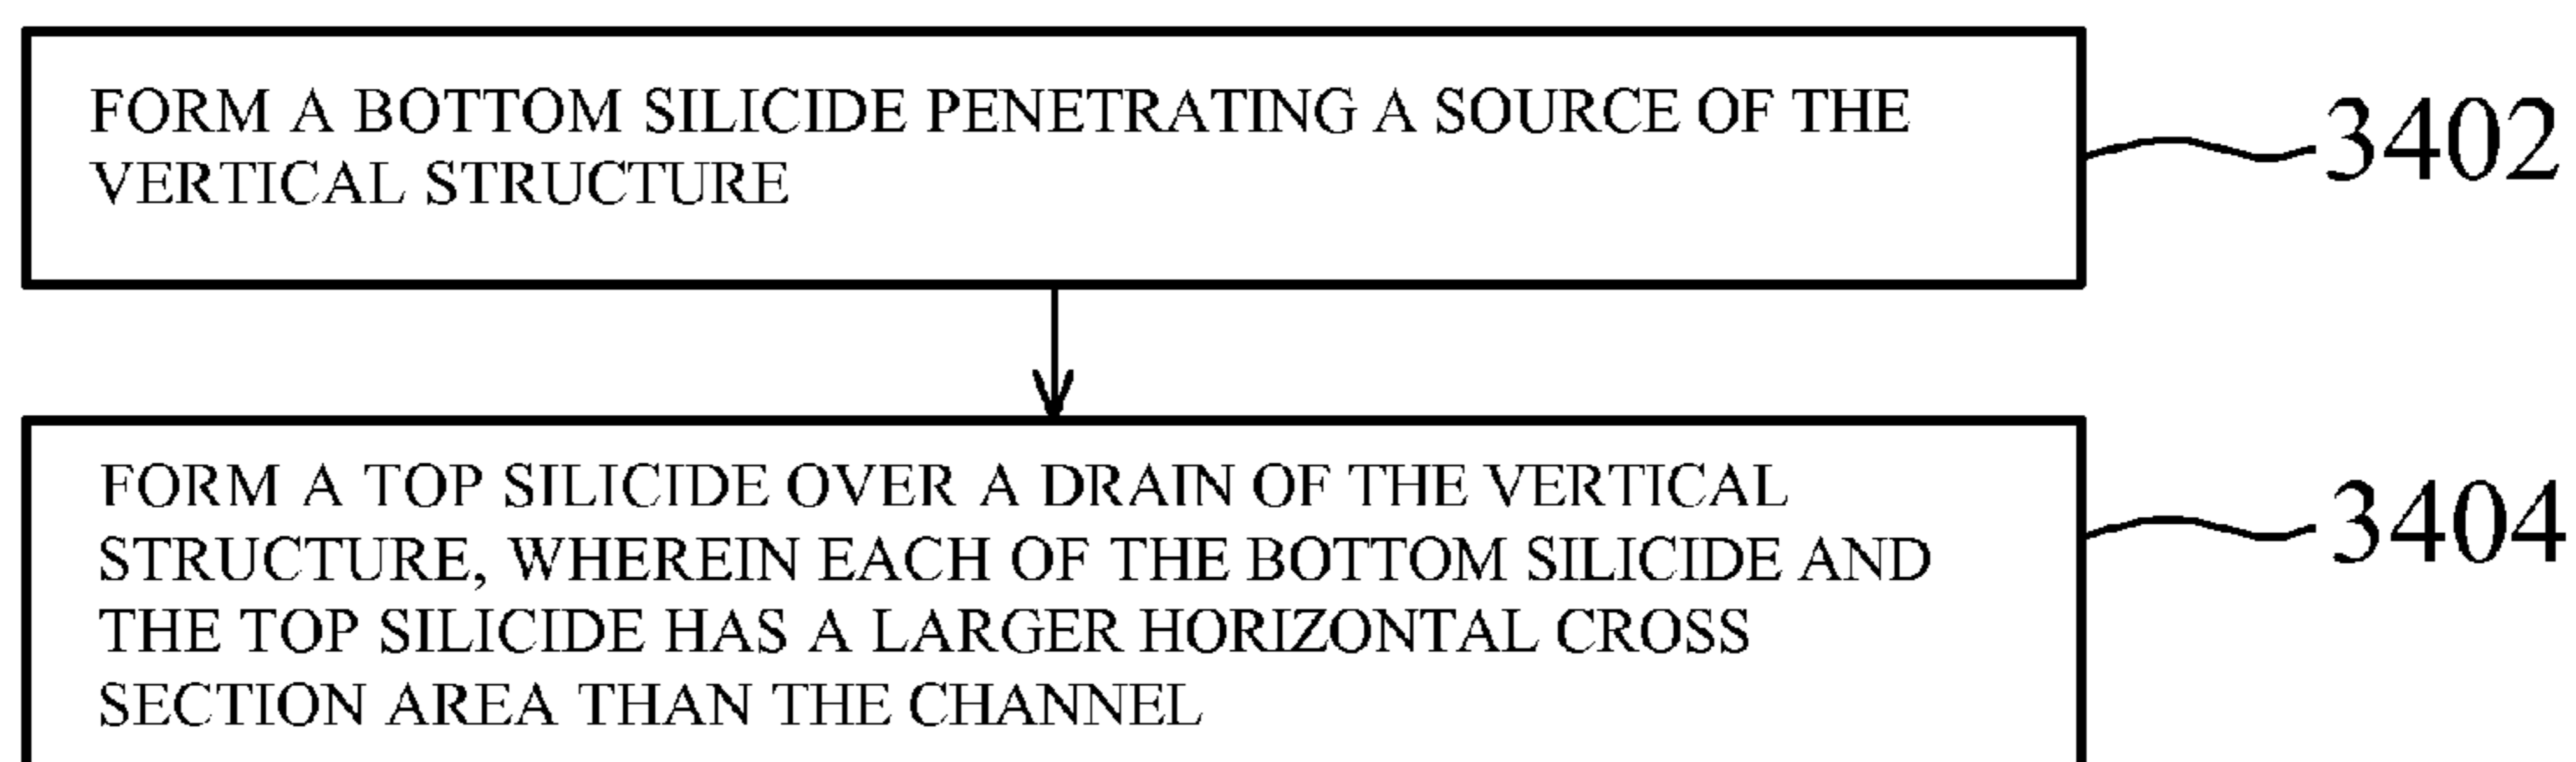 FORM A BOTTOM SILICIDE PENETRATING A SOURCE OF THE
VERTICAL STRUCTURE
3402
FORM A TOP SILICIDE OVER A DRAIN OF THE VERTICAL
STRUCTURE, WHEREIN EACH OF THE BOTTOM SILICIDE AND
THE TOP SILICIDE HAS A LARGER HORIZONTAL CROSS
SECTION AREA THAN THE CHANNEL
3404